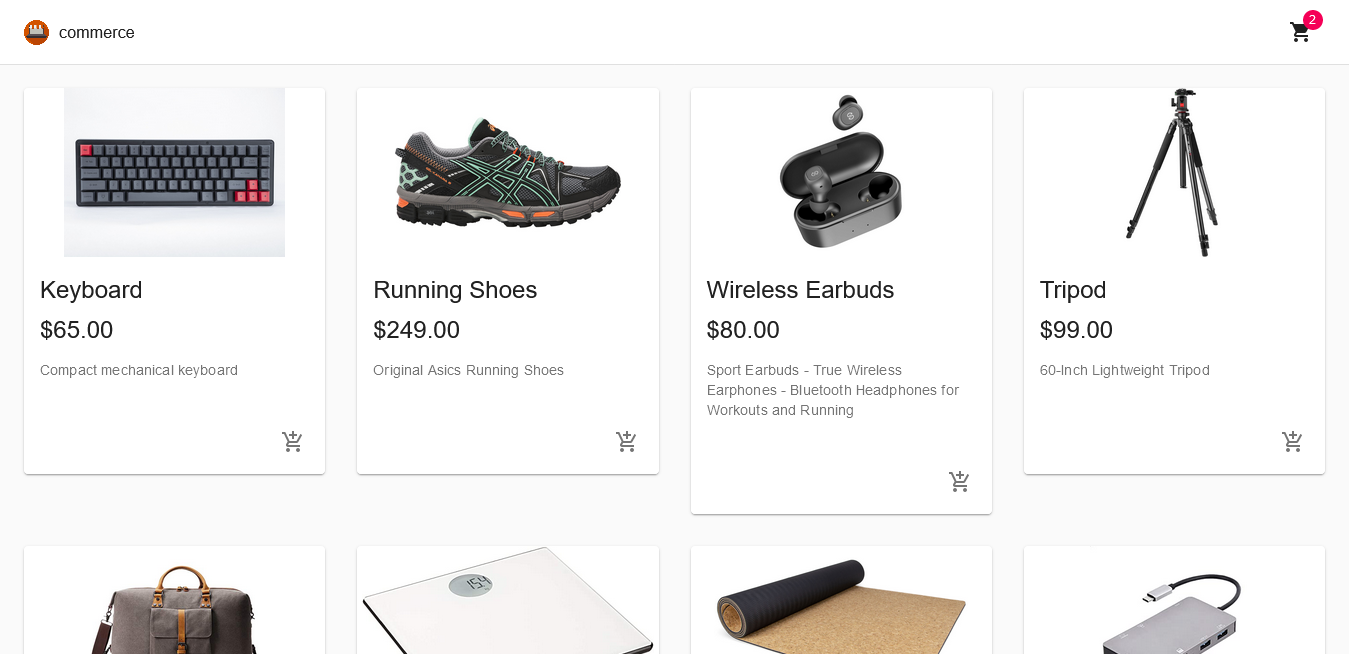 commerce
2
Keyboard
$65.00
Compact mechanical keyboard
Running Shoes
$249.00
Original Asics Running Shoes
Wireless Earbuds
$80.00
Sport Earbuds - True Wireless
Earphones - Bluetooth Headphones for
Workouts and Running
Tripod
$99.00
60-Inch Lightweight Tripod
15.4